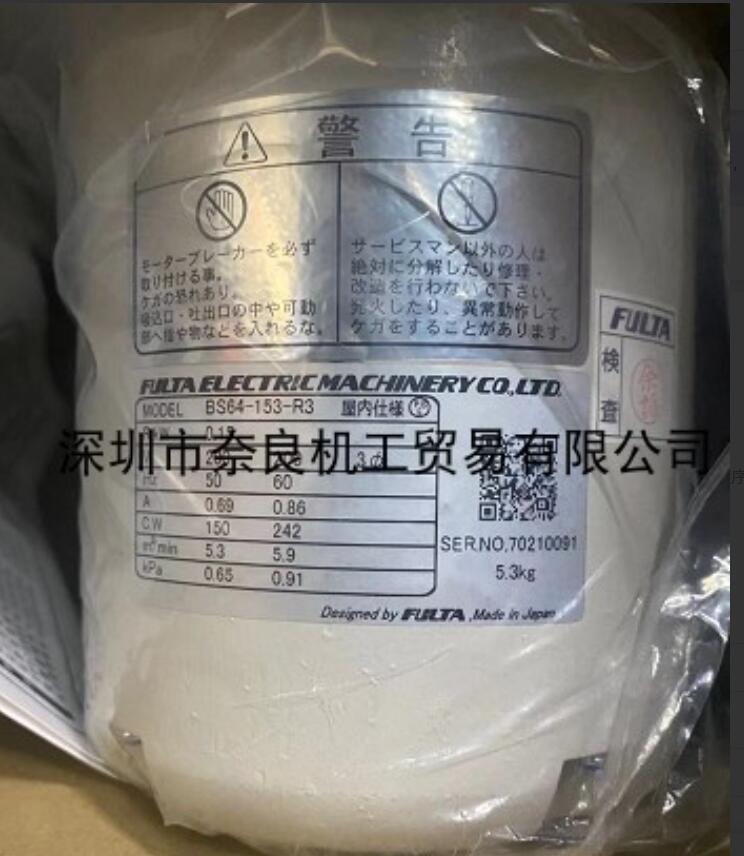 警告
モーターブレーカーを必ず
取り付ける事。
ケガの恐れあり。
吸込口・吐出口の中や可動
部へ指や物などを入れるな。
サービスマン以外の人は
絶対に分解したり修理・
改造を行わないで下さい。
発火したり、異常動作して
ケガをすることがあります。
FULTA
検査
FULTA ELECTRIC MACHINERY CO.,LTD.
MODEL BS64-153-R3 屋内仕様
深圳市奈良机工贸易有限公司
Hz 50 60
A 0.69 0.86
C.W 150 242
m³/min 5.3 5.9
kPa 0.65 0.91
SER.NO,70210091
5.3kg
Designed by FULTA ,Made in Japan